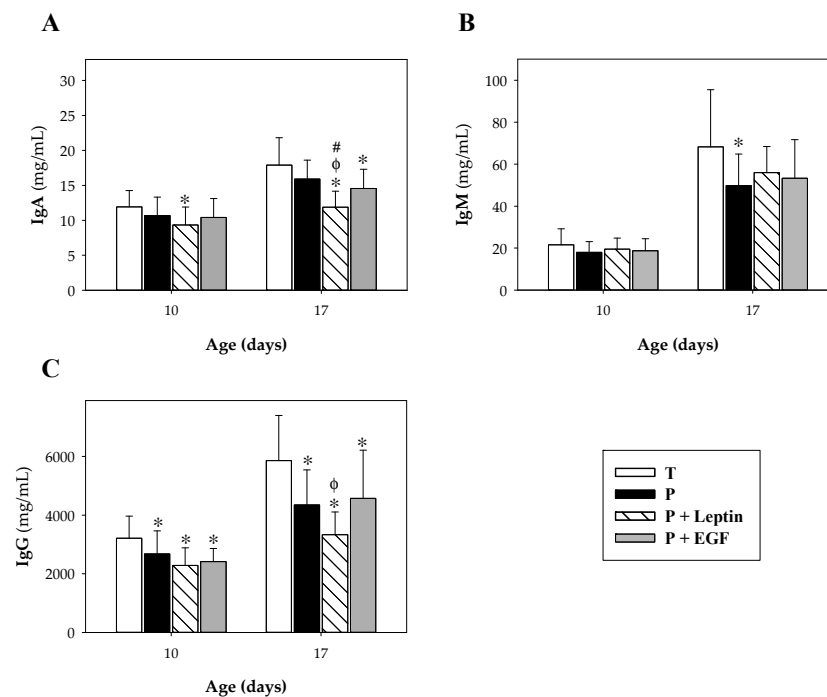 A
IgA (mg/mL)
30
25
20
15
10
5
0
*
#
ϕ
*
*
10
17
Age (days)
B
IgM (mg/mL)
100
80
60
40
20
0
*
10
17
Age (days)
C
IgG (mg/mL)
6000
4000
2000
0
*
*
*
*
ϕ
*
*
10
17
Age (days)
T
P
P + Leptin
P + EGF